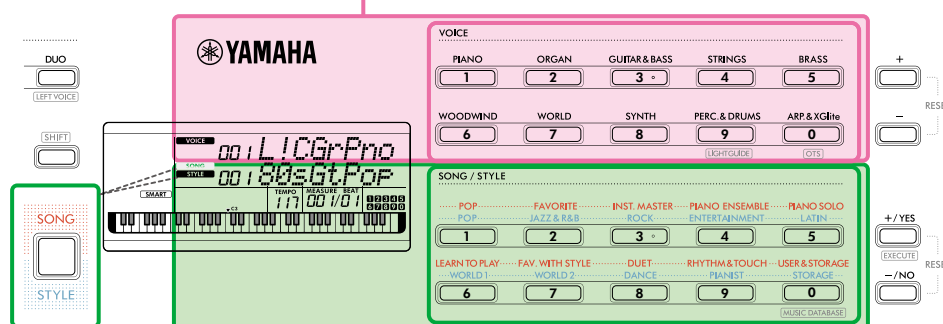 DUO
LEFT VOICE
SHIFT
SONG
STYLE
YAMAHA
VOICE 001 L!CGrPno
SONG
STYLE 001 80sGt.Pop
SMART
TEMPO MEASURE BEAT
117 001/01 1 2 3 4 5
6 7 8 9 0
C3
VOICE
PIANO ORGAN GUITAR & BASS STRINGS BRASS
1 2 3 4 5
WOODWIND WORLD SYNTH PERC. & DRUMS ARP. & XGlite
6 7 8 9 0
LIGHT GUIDE OTS
+
RESE
−
SONG / STYLE
POP FAVORITE INST. MASTER PIANO ENSEMBLE PIANO SOLO
POP JAZZ & R&B ROCK ENTERTAINMENT LATIN
1 2 3 4 5
LEARN TO PLAY FAV. WITH STYLE DUET RHYTHM & TOUCH USER & STORAGE
WORLD 1 WORLD 2 DANCE PIANIST STORAGE
6 7 8 9 0
MUSIC DATABASE
+/YES
EXECUTE
RESE
−/NO